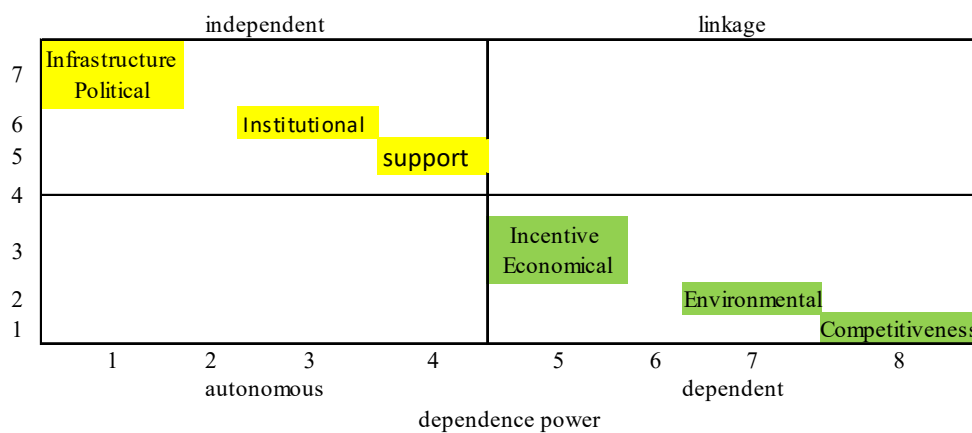 independent linkage
7 Infrastructure
Political
6 Institutional
5 support
4
3 Incentive
Economical
2 Environmental
1 Competitiveness
1 2 3 4 5 6 7 8
autonomous dependent
dependence power